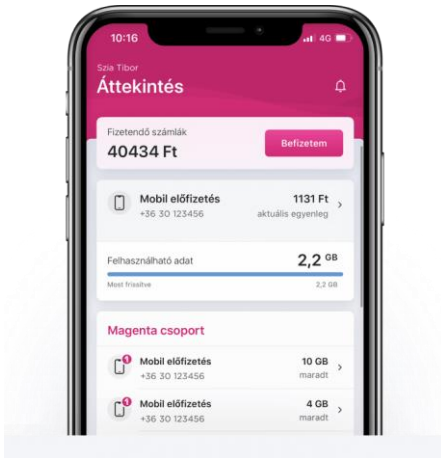 10:16
4G
Szia Tibor
Áttekintés
Fizetendő számlák
40434 Ft
Befizetem
Mobil előfizetés
1131 Ft
+36 30 123456
aktuális egyenleg
Felhasználható adat
2,2 GB
Most frissítve
2,2 GB
Magenta csoport
1
Mobil előfizetés
10 GB
+36 30 123456
maradt
1
Mobil előfizetés
4 GB
+36 30 123456
maradt